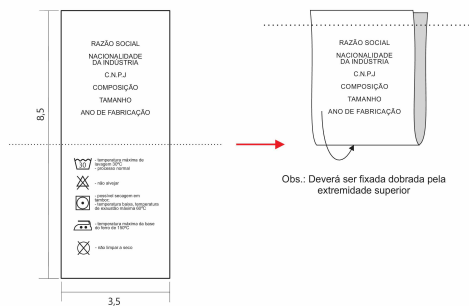 RAZÃO SOCIAL
NACIONALIDADE
DA INDÚSTRIA
C.N.P.J
COMPOSIÇÃO
TAMANHO
ANO DE FABRICAÇÃO
8,5
30
- temperatura máxima de
lavagem 30ºC
- processo normal
- não alvejar
- possível secagem em
tambor;
- temperatura baixa, temperatura
de exaustão máxima 60ºC
- temperatura máxima da base
do ferro de 150ºC
- não limpar a seco
3,5
RAZÃO SOCIAL
NACIONALIDADE
DA INDÚSTRIA
C.N.P.J
COMPOSIÇÃO
TAMANHO
ANO DE FABRICAÇÃO
Obs.: Deverá ser fixada dobrada pela
extremidade superior